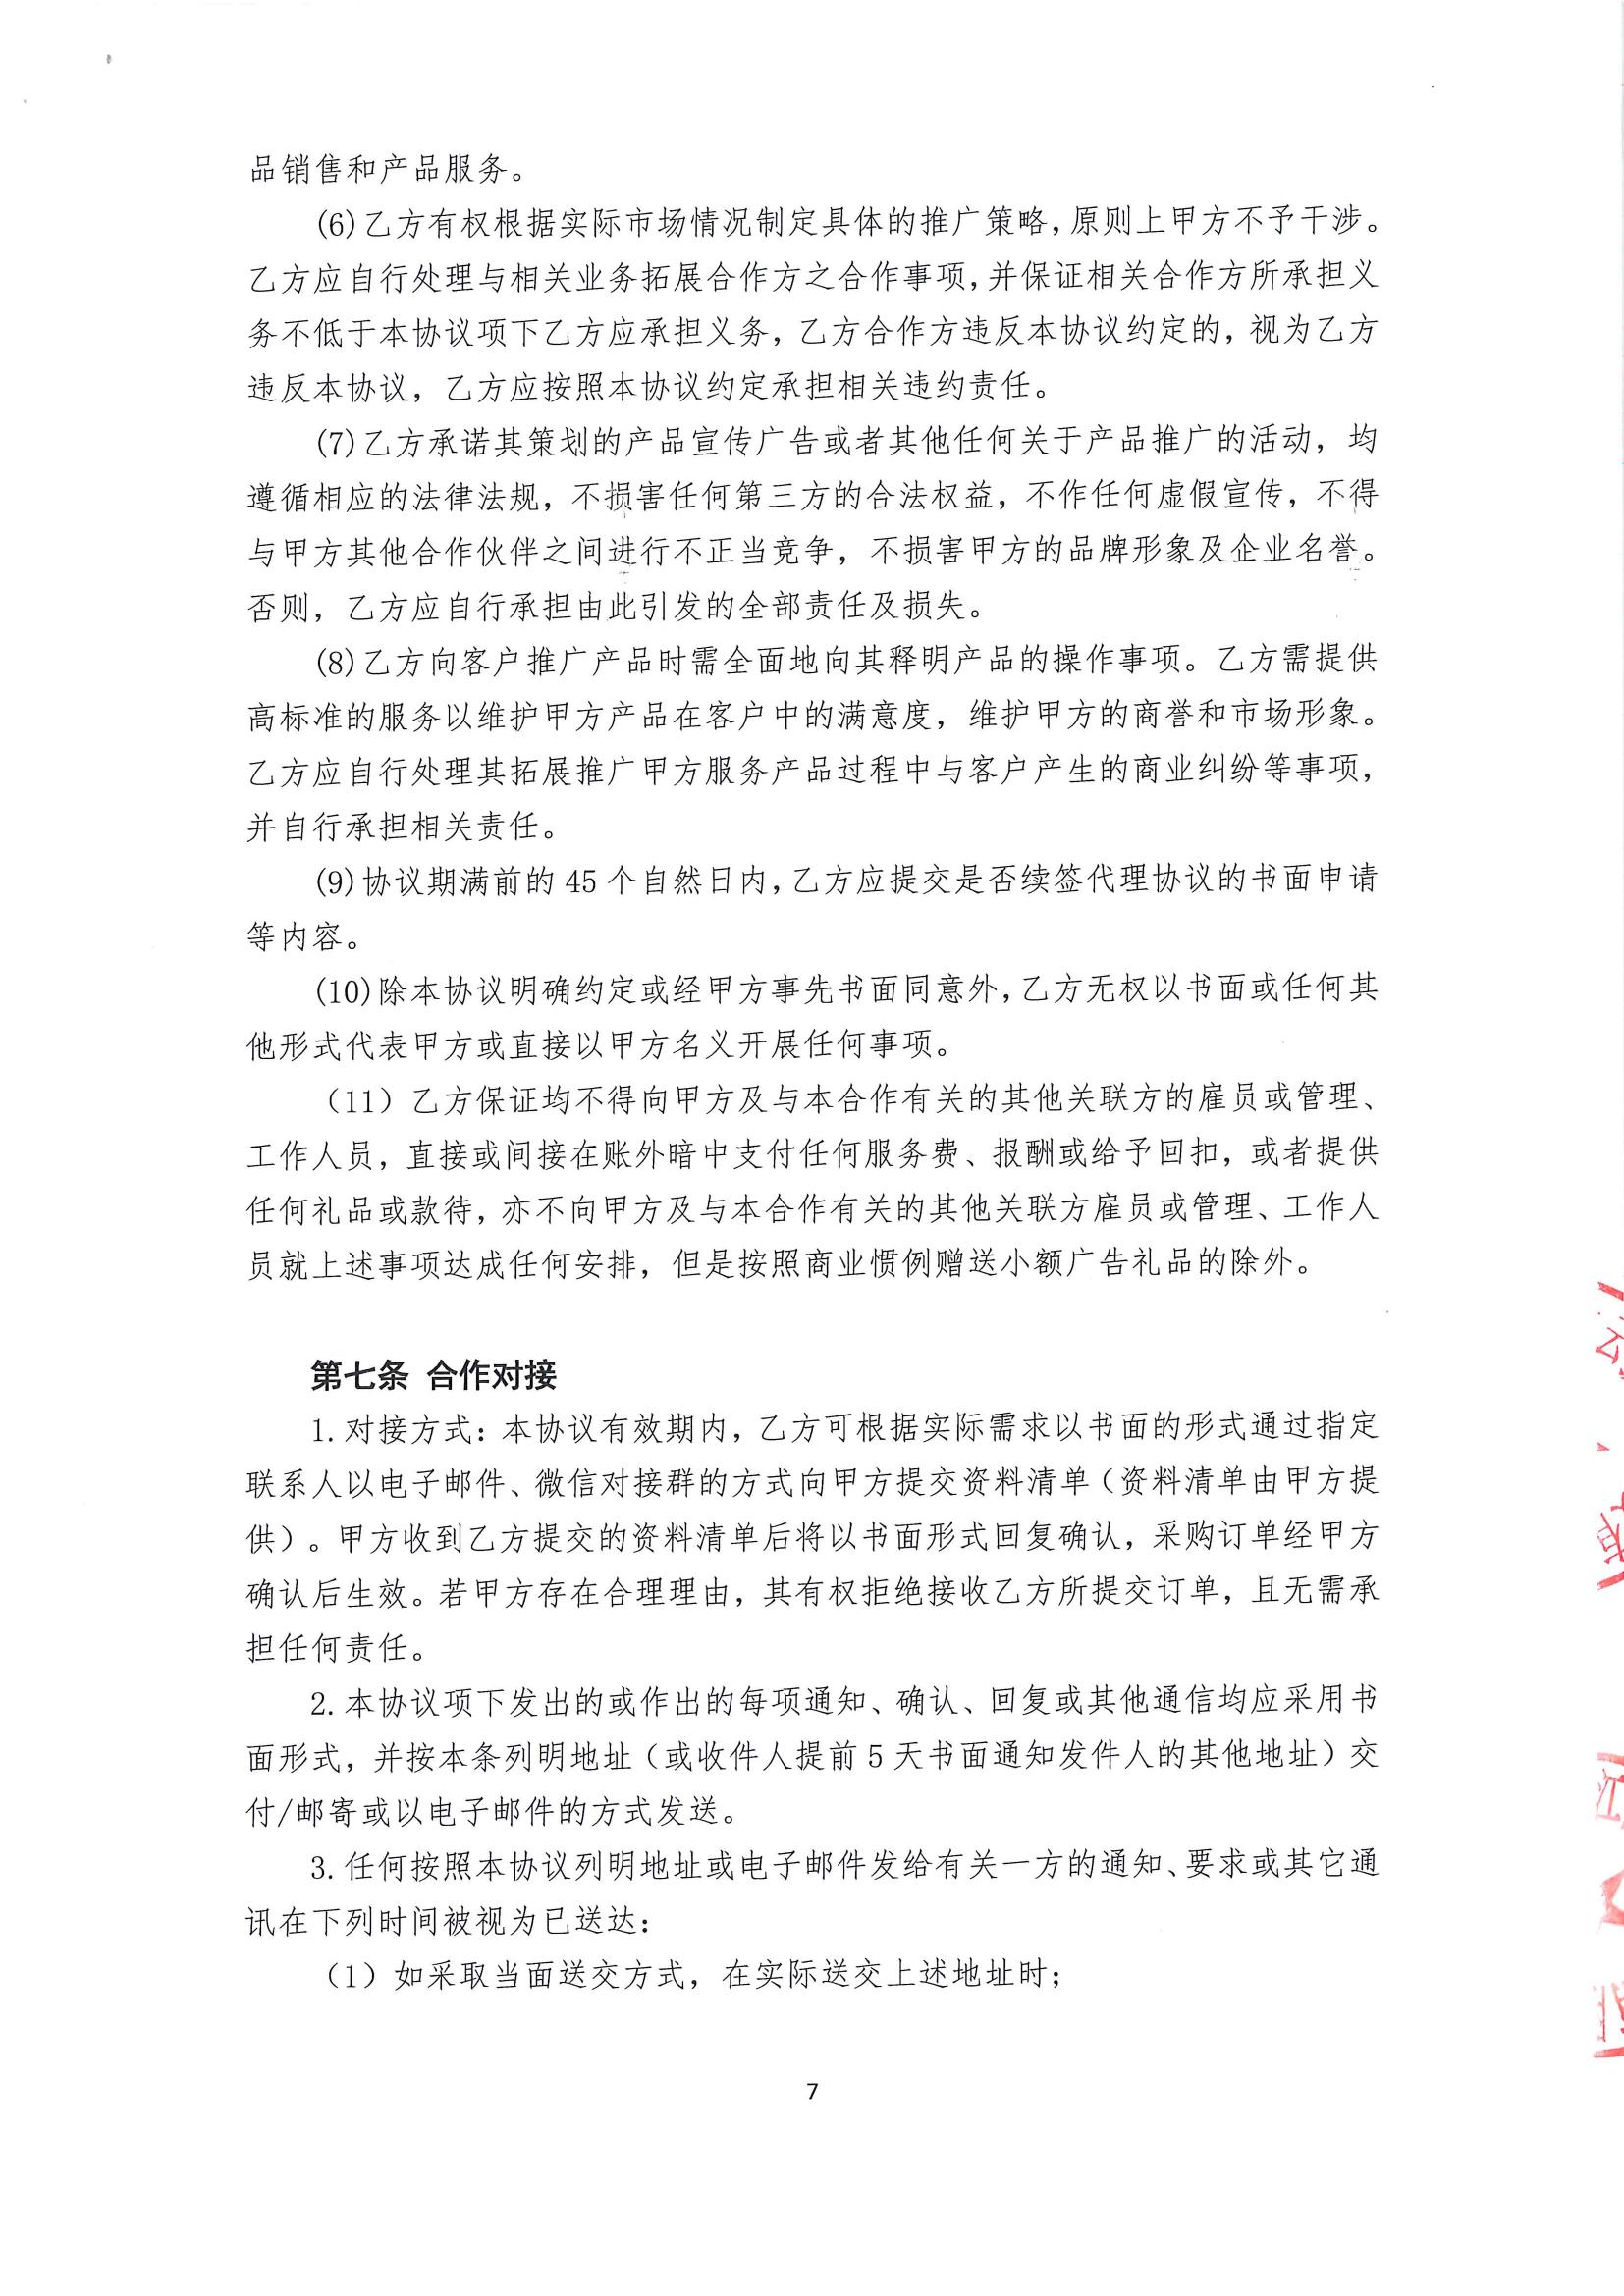 品销售和产品服务。
(6)乙方有权根据实际市场情况制定具体的推广策略,原则上甲方不予干涉。
乙方应自行处理与相关业务拓展合作方之合作事项,并保证相关合作方所承担义
务不低于本协议项下乙方应承担义务，乙方合作方违反本协议约定的，视为乙方
违反本协议，乙方应按照本协议约定承担相关违约责任。
(7)乙方承诺其策划的产品宣传广告或者其他任何关于产品推广的活动，均
遵循相应的法律法规，不损害任何第三方的合法权益，不作任何虚假宣传，不得
与甲方其他合作伙伴之间进行不正当竞争，不损害甲方的品牌形象及企业名誉。
否则，乙方应自行承担由此引发的全部责任及损失。
(8)乙方向客户推广产品时需全面地向其释明产品的操作事项。乙方需提供
高标准的服务以维护甲方产品在客户中的满意度，维护甲方的商誉和市场形象。
乙方应自行处理其拓展推广甲方服务产品过程中与客户产生的商业纠纷等事项，
并自行承担相关责任。
(9)协议期满前的 45 个自然日内,乙方应提交是否续签代理协议的书面申请
等内容。
(10)除本协议明确约定或经甲方事先书面同意外,乙方无权以书面或任何其
他形式代表甲方或直接以甲方名义开展任何事项。
（11）乙方保证均不得向甲方及与本合作有关的其他关联方的雇员或管理、
工作人员，直接或间接在账外暗中支付任何服务费、报酬或给予回扣，或者提供
任何礼品或款待，亦不向甲方及与本合作有关的其他关联方雇员或管理、工作人
员就上述事项达成任何安排，但是按照商业惯例赠送小额广告礼品的除外。
第七条 合作对接
1.对接方式：本协议有效期内，乙方可根据实际需求以书面的形式通过指定
联系人以电子邮件、微信对接群的方式向甲方提交资料清单（资料清单由甲方提
供）。甲方收到乙方提交的资料清单后将以书面形式回复确认，采购订单经甲方
确认后生效。若甲方存在合理理由，其有权拒绝接收乙方所提交订单，且无需承
担任何责任。
2.本协议项下发出的或作出的每项通知、确认、回复或其他通信均应采用书
面形式，并按本条列明地址（或收件人提前 5 天书面通知发件人的其他地址）交
付/邮寄或以电子邮件的方式发送。
3.任何按照本协议列明地址或电子邮件发给有关一方的通知、要求或其它通
讯在下列时间被视为已送达：
（1）如采取当面送交方式，在实际送交上述地址时；
7